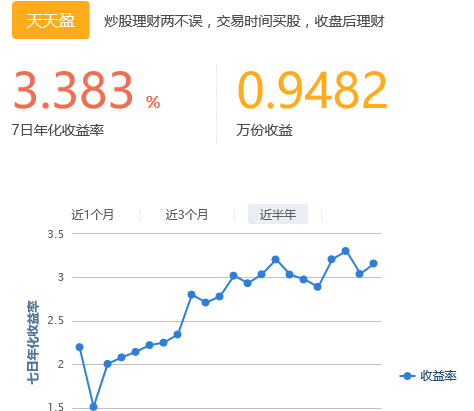 天天盈 炒股理财两不误，交易时间买股，收盘后理财
3.383 % 0.9482
7日年化收益率 万份收益
近1个月 近3个月 近半年
3.5
3
2.5
2
1.5
七日年化收益率
收益率